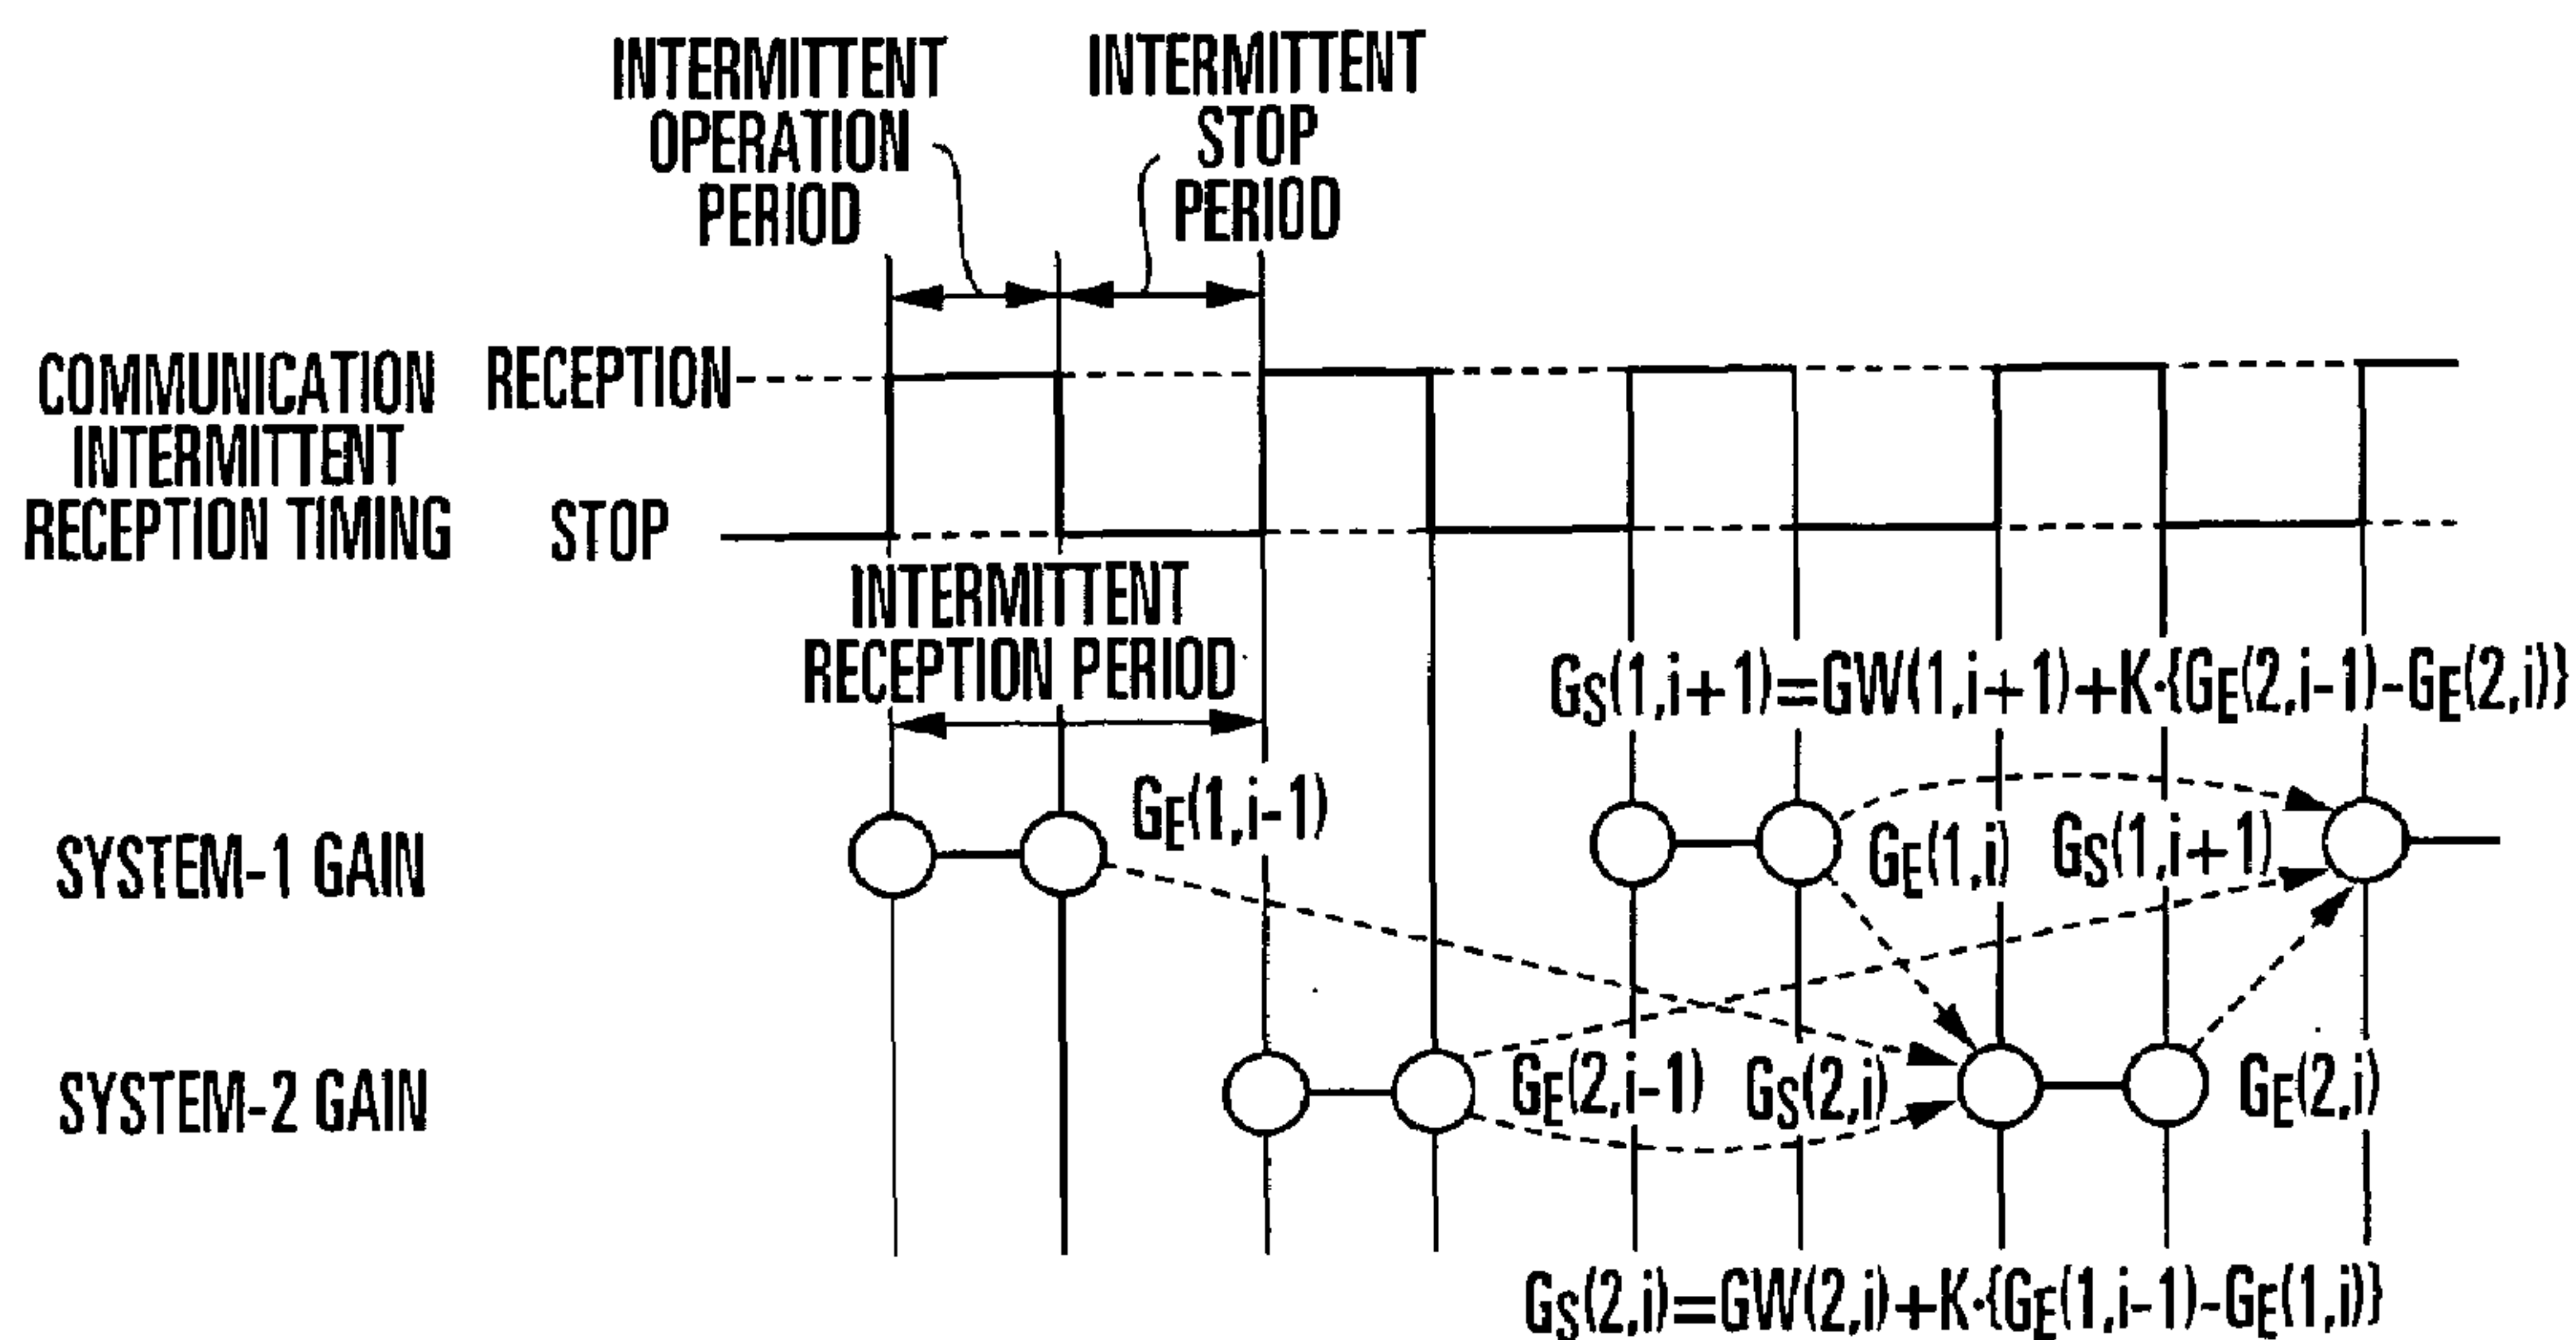 INTERMITTENT
OPERATION
PERIOD
INTERMITTENT
STOP
PERIOD
COMMUNICATION
INTERMITTENT
RECEPTION TIMING
RECEPTION
STOP
INTERMITTENT
RECEPTION PERIOD
GS(1,i+1)=GW(1,i+1)+K·{GE(2,i-1)-GE(2,i)}
SYSTEM-1 GAIN
GE(1,i-1)
GE(1,i)
GS(1,i+1)
SYSTEM-2 GAIN
GE(2,i-1)
GS(2,i)
GE(2,i)
GS(2,i)=GW(2,i)+K·{GE(1,i-1)-GE(1,i)}